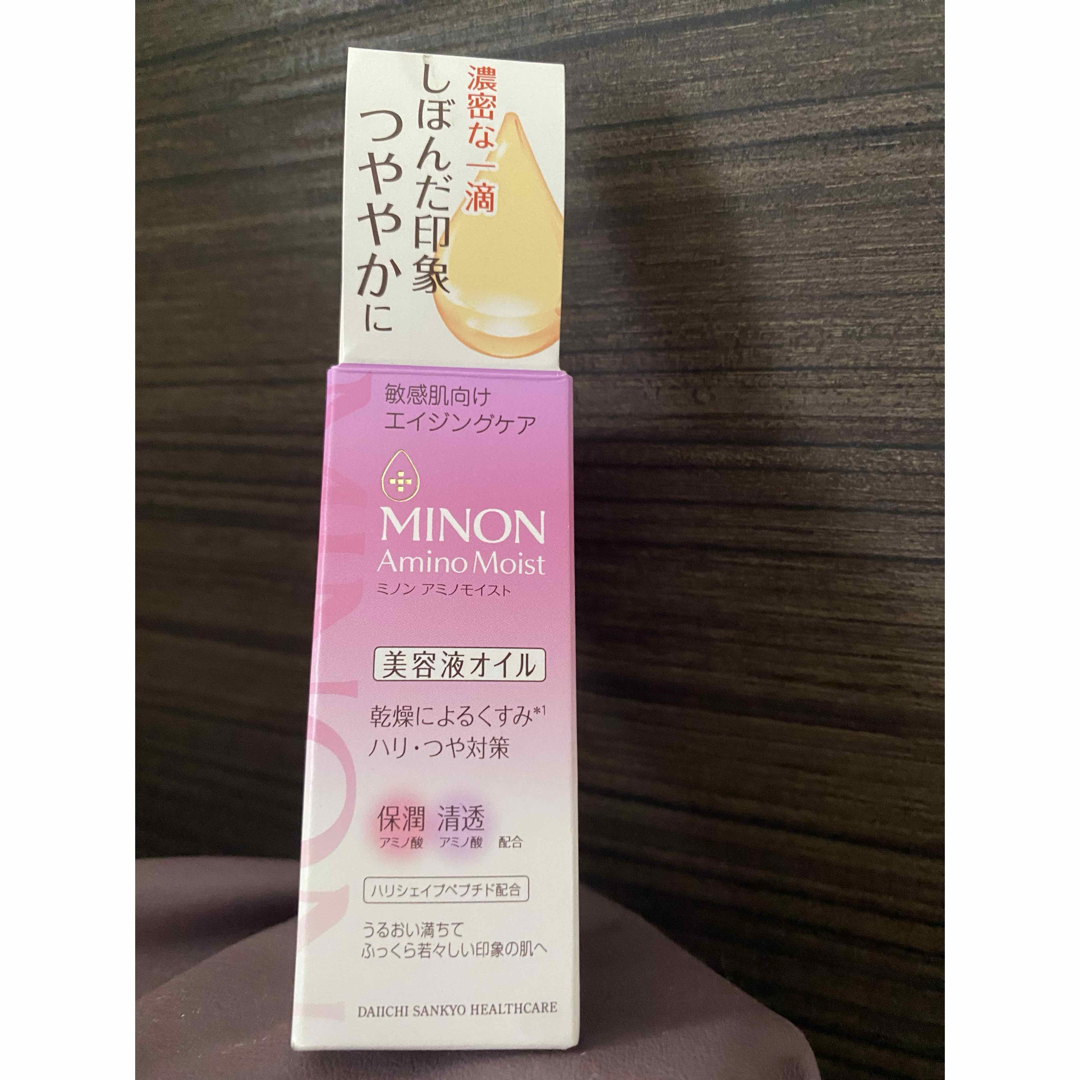 濃密な一滴
しぼんだ印象
つややかに
敏感肌向け
エイジングケア
MINON
Amino Moist
ミノン アミノモイスト
美容液オイル
乾燥によるくすみ*1
ハリ・つや対策
保潤 清透
アミノ酸 アミノ酸 配合
ハリシェイプペプチド配合
うるおい満ちて
ふっくら若々しい印象の肌へ
DAIICHI SANKYO HEALTHCARE
MINON